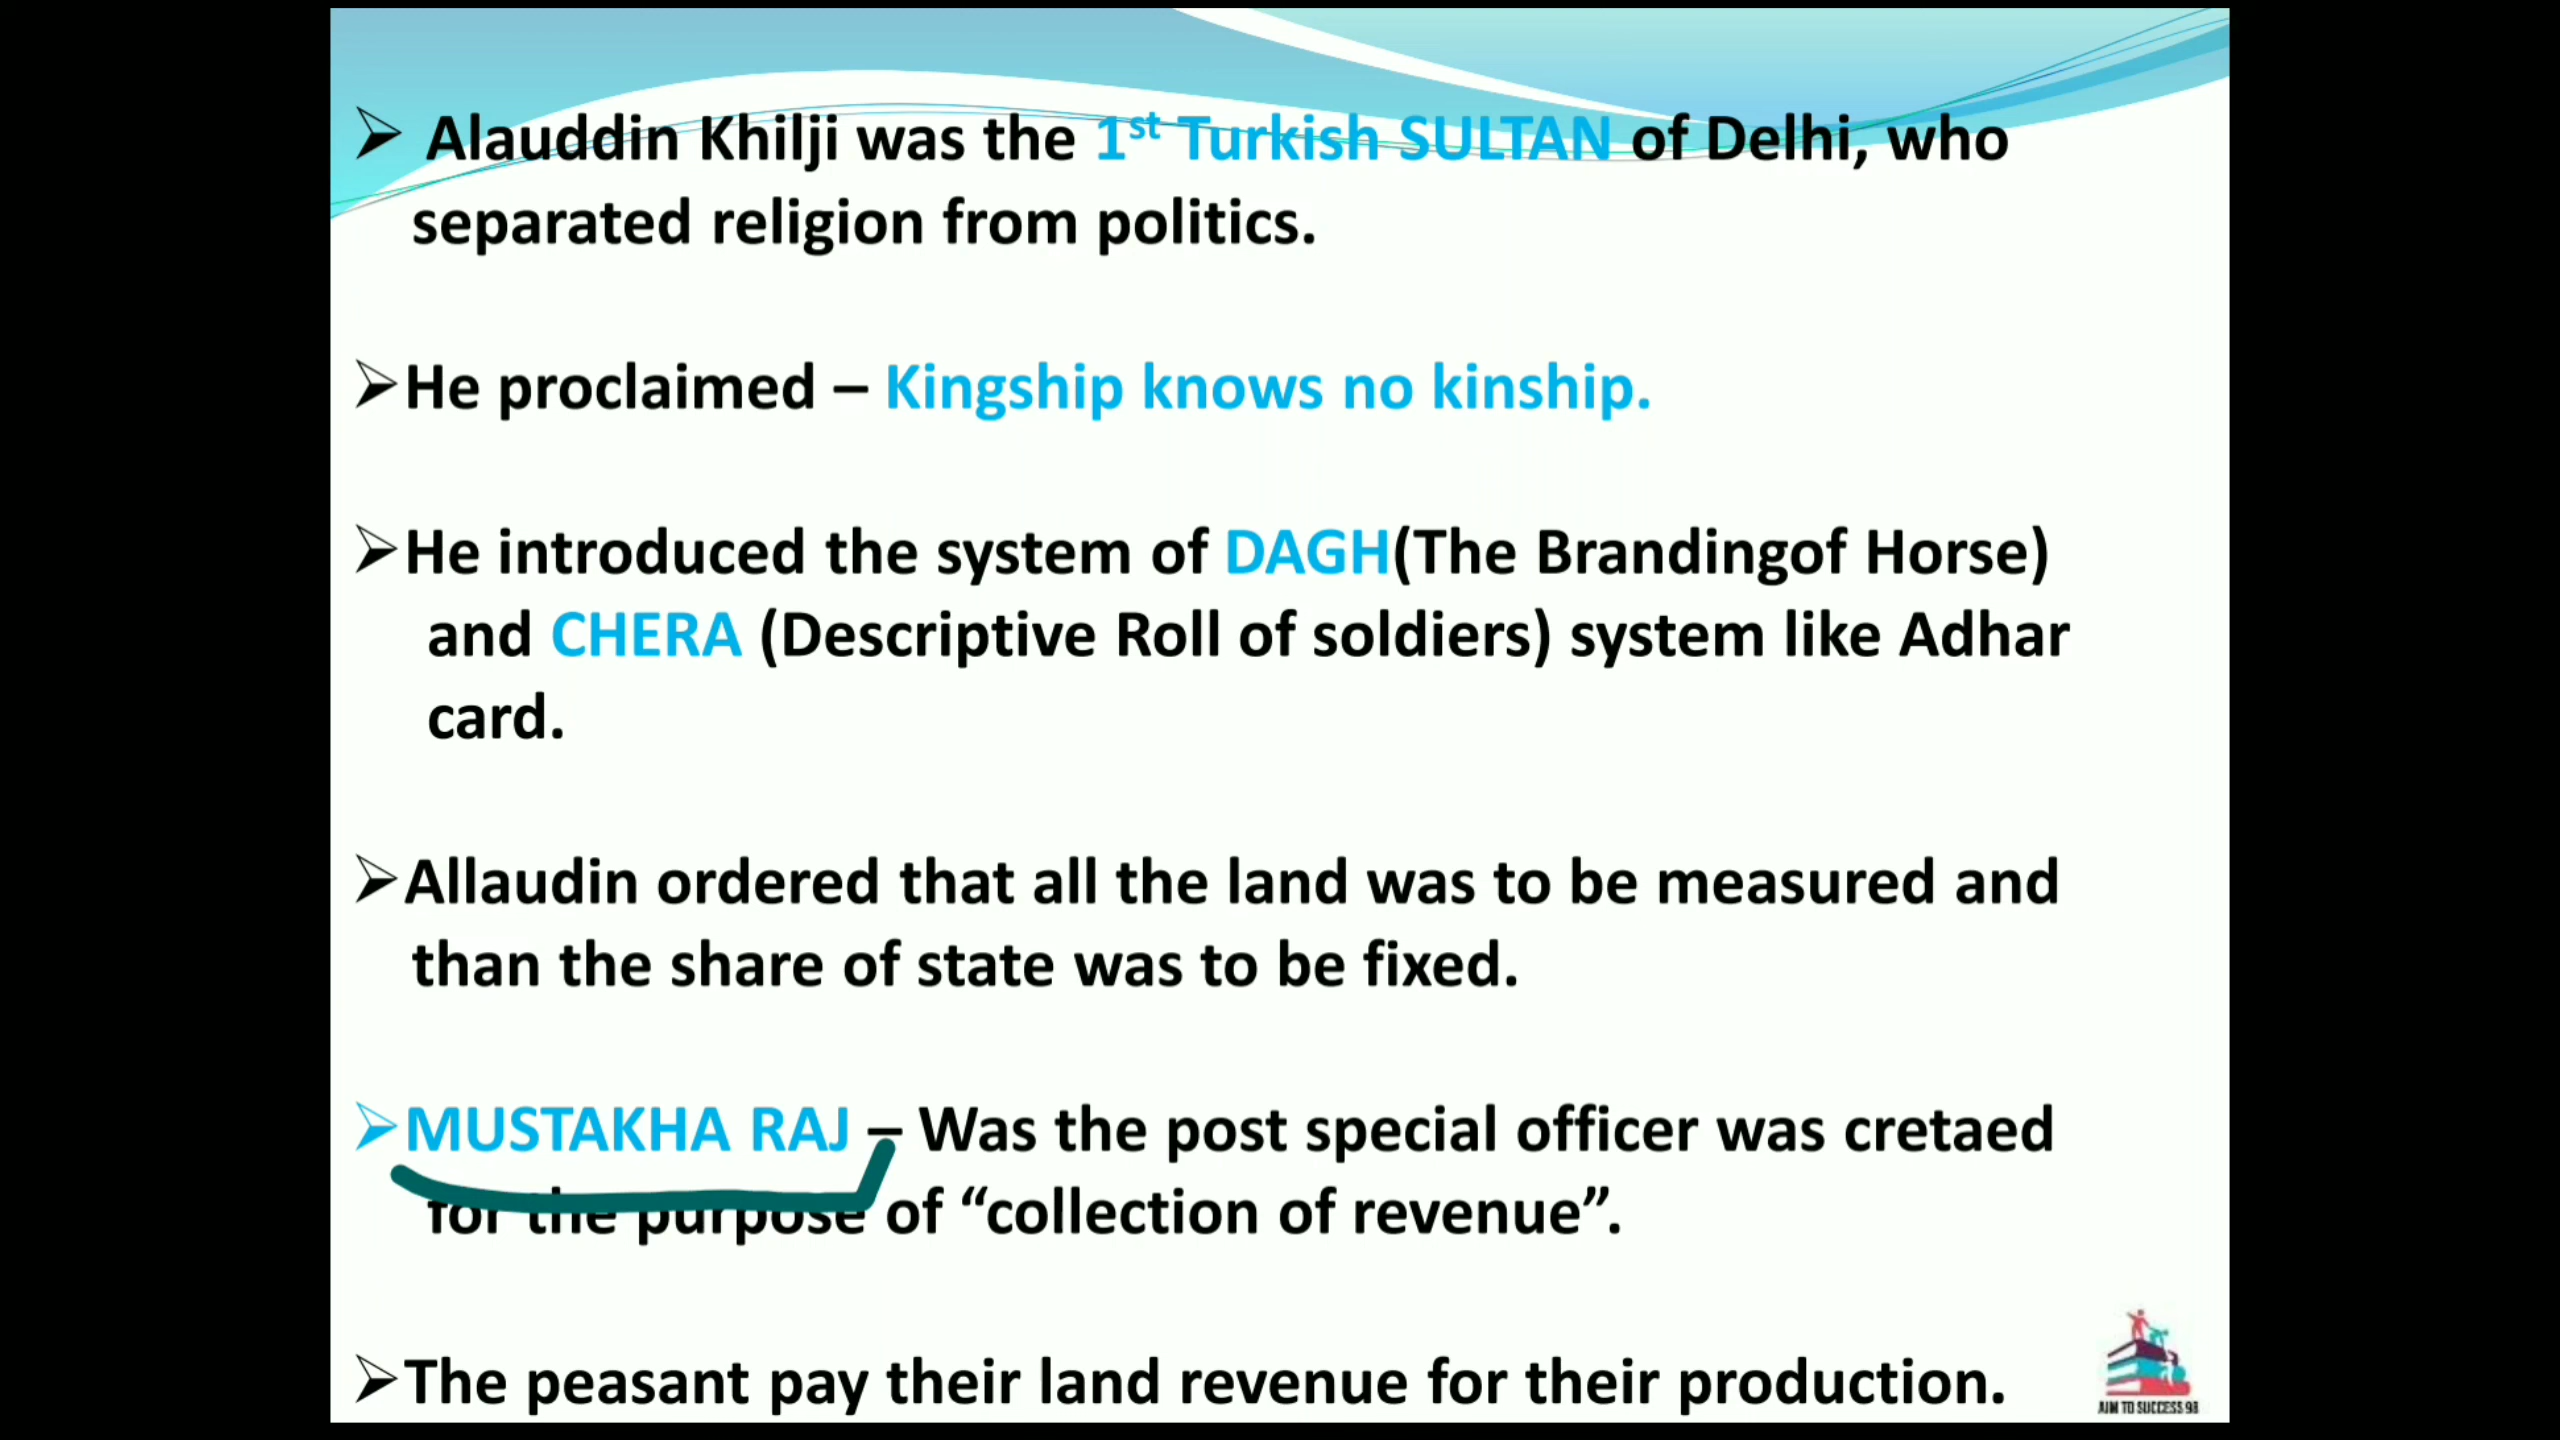 ➢ Alauddin Khilji was the 1st Turkish SULTAN of Delhi, who
separated religion from politics.
➢He proclaimed – Kingship knows no kinship.
➢He introduced the system of DAGH(The Brandingof Horse)
and CHERA (Descriptive Roll of soldiers) system like Adhar
card.
➢Allaudin ordered that all the land was to be measured and
than the share of state was to be fixed.
➢MUSTAKHA RAJ – Was the post special officer was cretaed
for the purpose of “collection of revenue”.
➢The peasant pay their land revenue for their production.
AIM TO SUCCESS 98